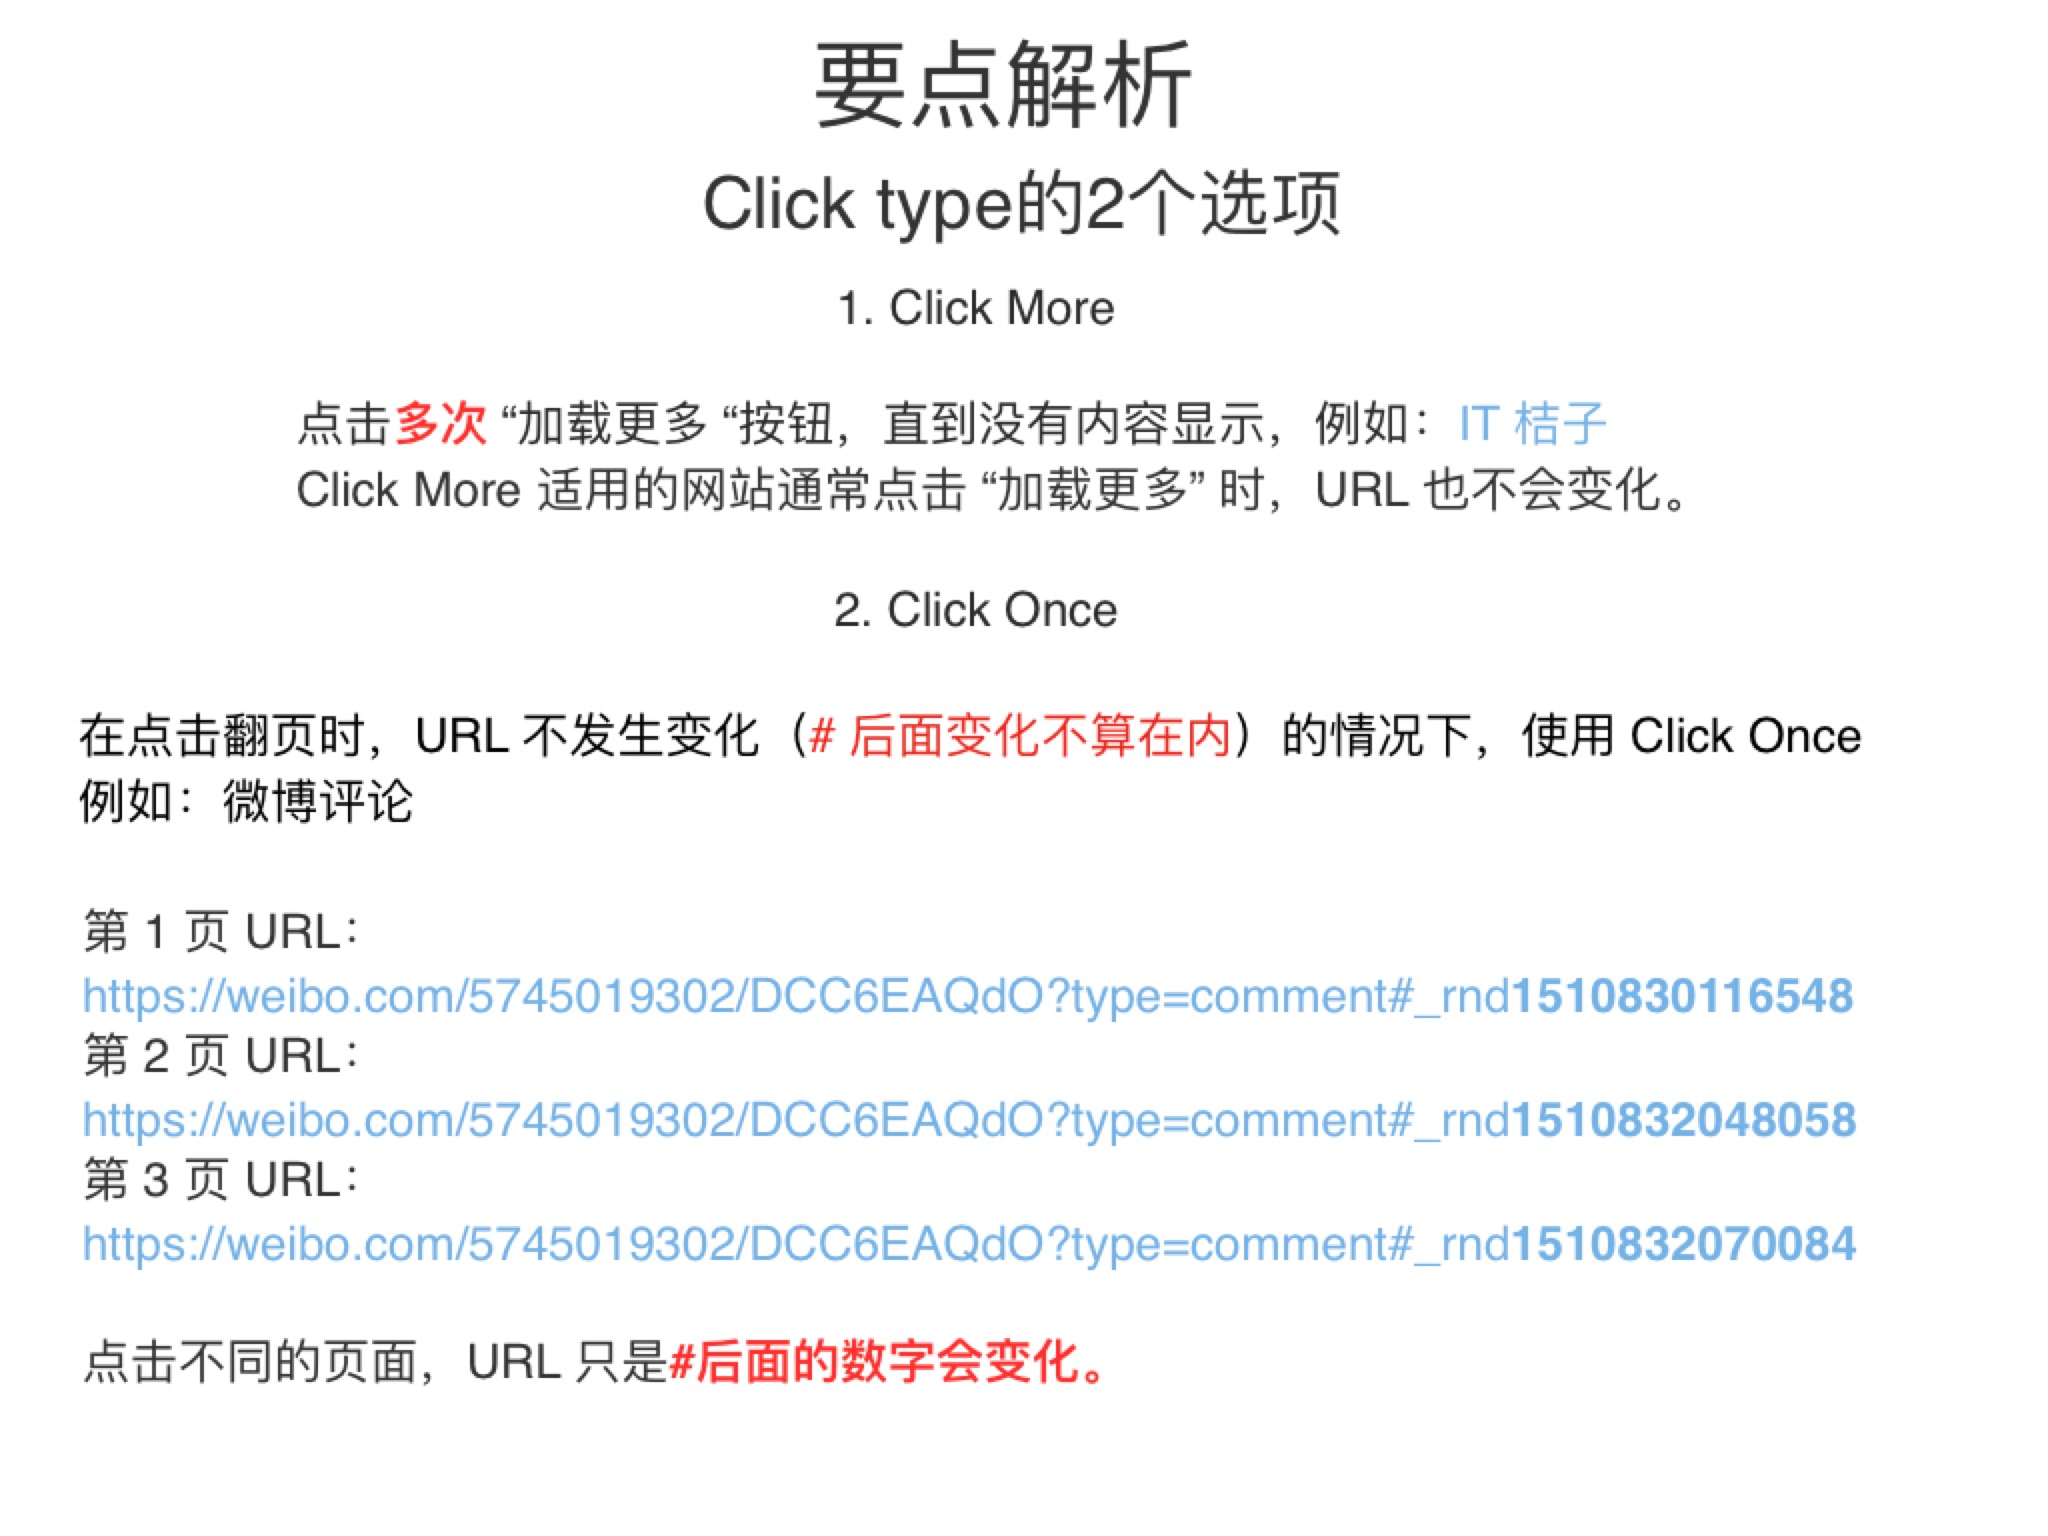 要点解析
Click type的2个选项
1. Click More
点击多次 “加载更多 “按钮，直到没有内容显示，例如：IT 桔子
Click More 适用的网站通常点击 “加载更多” 时，URL 也不会变化。
2. Click Once
在点击翻页时，URL 不发生变化（# 后面变化不算在内）的情况下，使用 Click Once
例如：微博评论
第 1 页 URL：
https://weibo.com/5745019302/DCC6EAQdO?type=comment#_rnd1510830116548
第 2 页 URL：
https://weibo.com/5745019302/DCC6EAQdO?type=comment#_rnd1510832048058
第 3 页 URL：
https://weibo.com/5745019302/DCC6EAQdO?type=comment#_rnd1510832070084
点击不同的页面，URL 只是#后面的数字会变化。